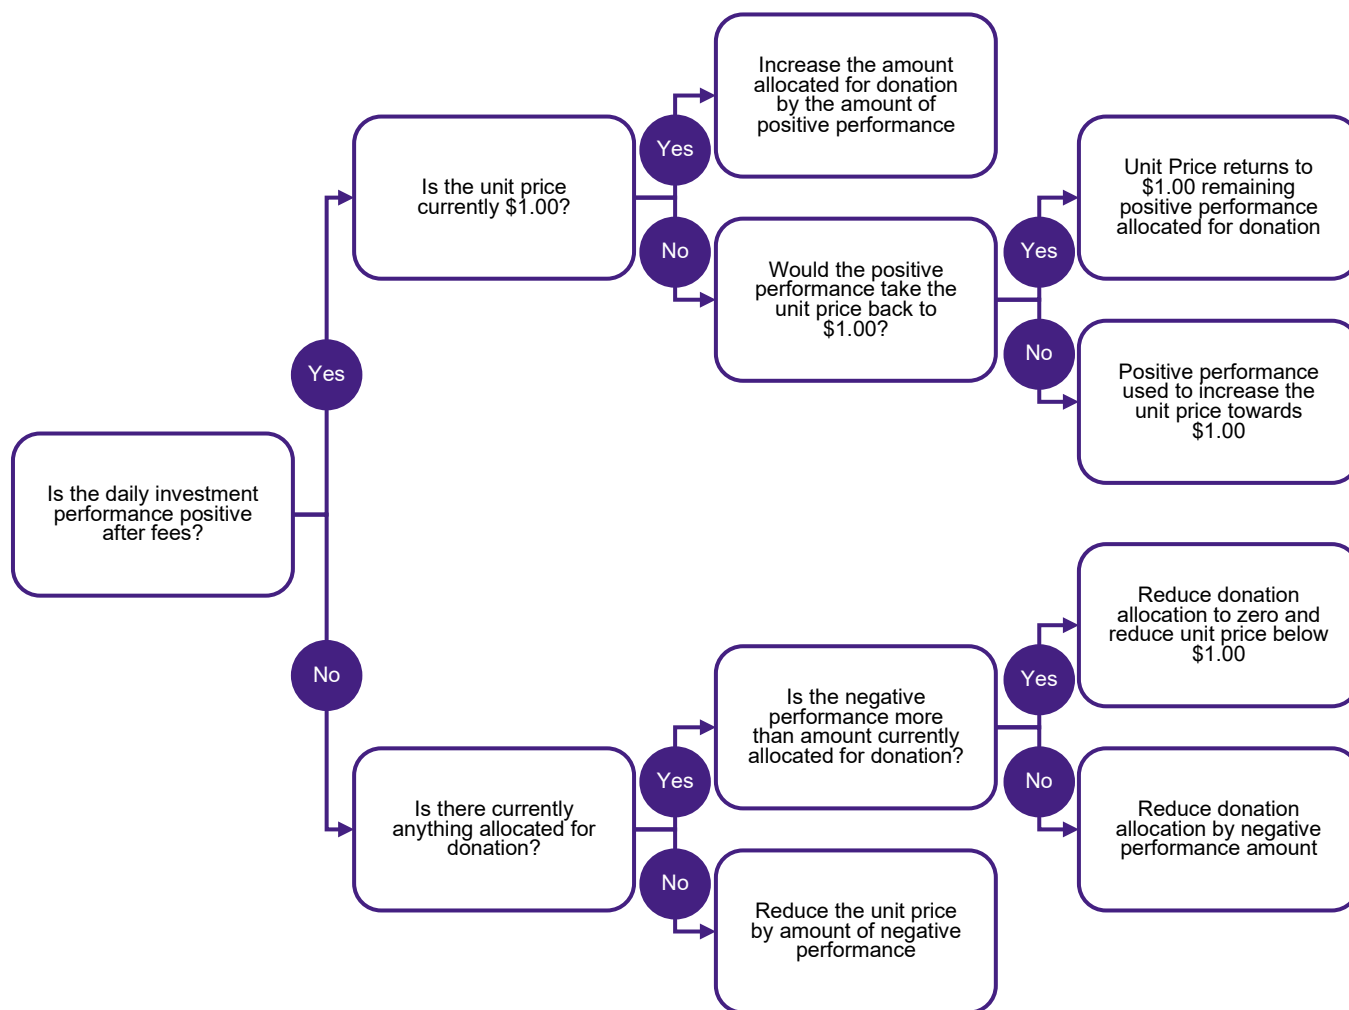 Is the daily investment
performance positive
after fees?
Yes
Is the unit price
currently $1.00?
Yes
Increase the amount
allocated for donation
by the amount of
positive performance
No
Would the positive
performance take the
unit price back to
$1.00?
Yes
Unit Price returns to
$1.00 remaining
positive performance
allocated for donation
No
Positive performance
used to increase the
unit price towards
$1.00
No
Is there currently
anything allocated for
donation?
Yes
Is the negative
performance more
than amount currently
allocated for donation?
Yes
Reduce donation
allocation to zero and
reduce unit price below
$1.00
No
Reduce donation
allocation by negative
performance amount
No
Reduce the unit price
by amount of negative
performance